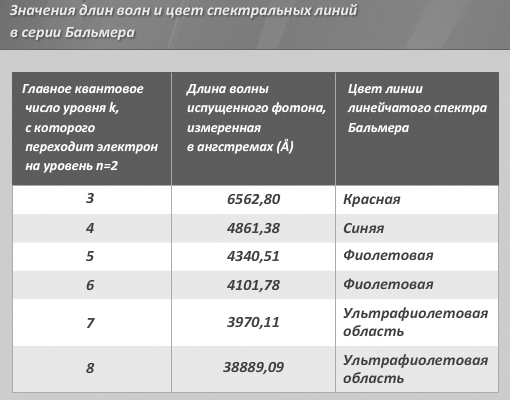 Значения длин волн и цвет спектральных линий
в серии Бальмера
Главное квантовое
число уровня k,
с которого
переходит электрон
на уровень n=2
Длина волны
испущенного фотона,
измеренная
в ангстремах (Å)
Цвет линии
линейчатого спектра
Бальмера
3 6562,80 Красная
4 4861,38 Синяя
5 4340,51 Фиолетовая
6 4101,78 Фиолетовая
7 3970,11 Ультрафиолетовая
область
8 38889,09 Ультрафиолетовая
область